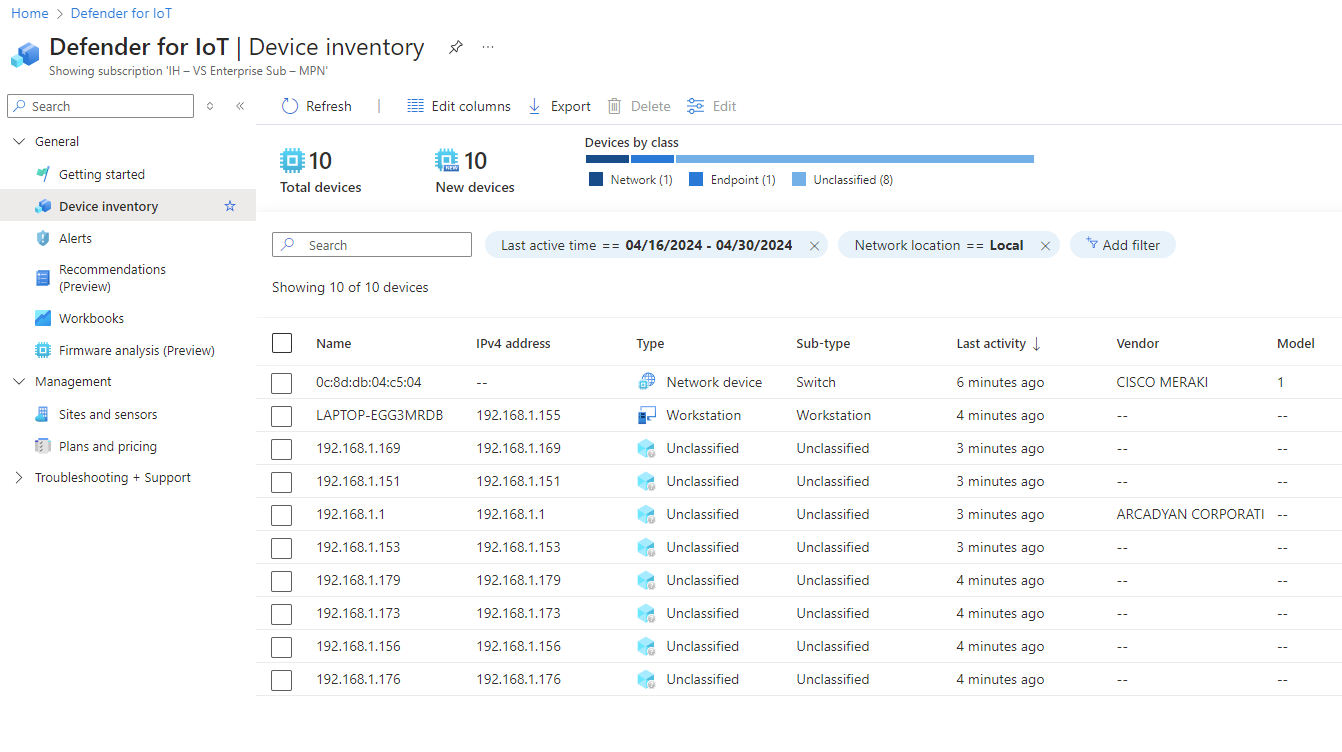 Home > Defender for IoT
Defender for IoT | Device inventory
Showing subscription 'IH – VS Enterprise Sub – MPN'
Search
Refresh | Edit columns Export Delete Edit
General
Getting started
Device inventory
Alerts
Recommendations
(Preview)
Workbooks
Firmware analysis (Preview)
Management
Sites and sensors
Plans and pricing
Troubleshooting + Support
10
Total devices
NEW
10
New devices
Devices by class
Network (1) Endpoint (1) Unclassified (8)
Search
Last active time == 04/16/2024 - 04/30/2024
Network location == Local
Add filter
Showing 10 of 10 devices
Name IPv4 address Type Sub-type Last activity Vendor Model
0c:8d:db:04:c5:04 -- Network device Switch 6 minutes ago CISCO MERAKI 1
LAPTOP-EGG3MRDB 192.168.1.155 Workstation Workstation 4 minutes ago -- --
192.168.1.169 192.168.1.169 Unclassified Unclassified 3 minutes ago -- --
192.168.1.151 192.168.1.151 Unclassified Unclassified 3 minutes ago -- --
192.168.1.1 192.168.1.1 Unclassified Unclassified 3 minutes ago ARCADYAN CORPORATI --
192.168.1.153 192.168.1.153 Unclassified Unclassified 3 minutes ago -- --
192.168.1.179 192.168.1.179 Unclassified Unclassified 4 minutes ago -- --
192.168.1.173 192.168.1.173 Unclassified Unclassified 4 minutes ago -- --
192.168.1.156 192.168.1.156 Unclassified Unclassified 4 minutes ago -- --
192.168.1.176 192.168.1.176 Unclassified Unclassified 4 minutes ago -- --